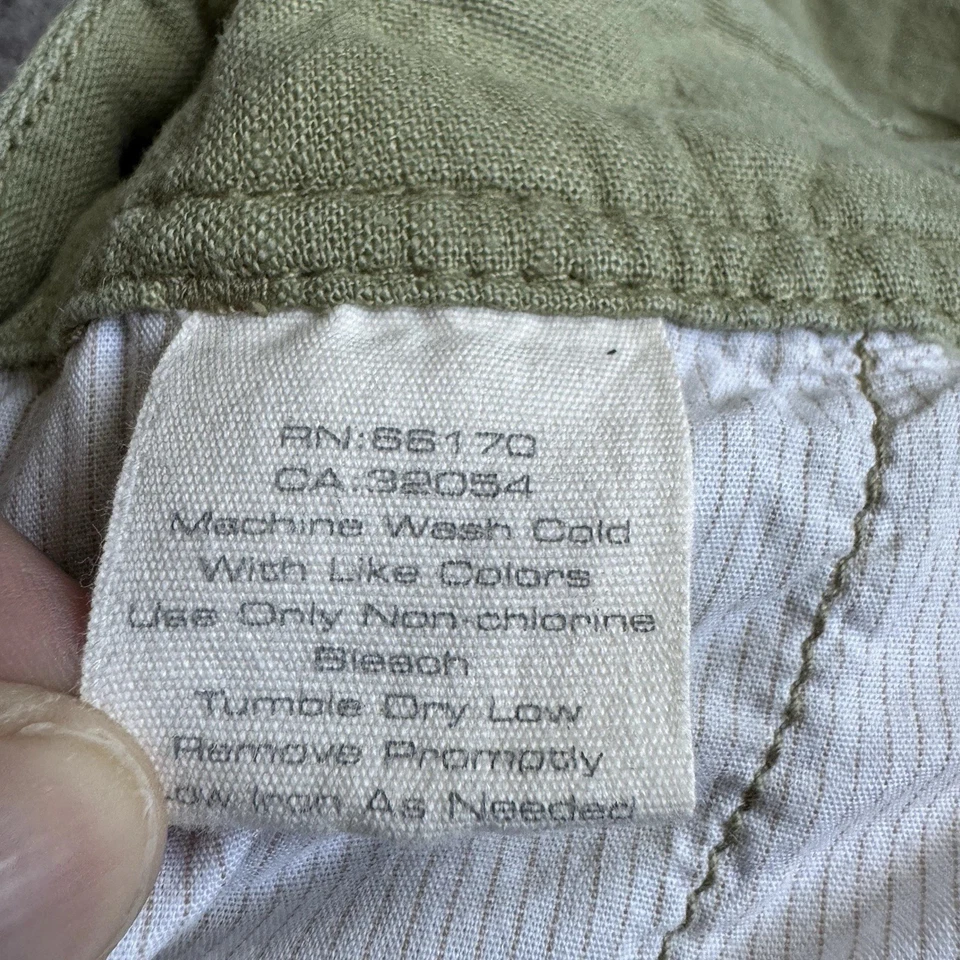 RN:66170
CA:32054
Machine Wash Cold
With Like Colors
Use Only Non-chlorine
Bleach
Tumble Dry Low
Remove Promptly
Low Iron As Needed